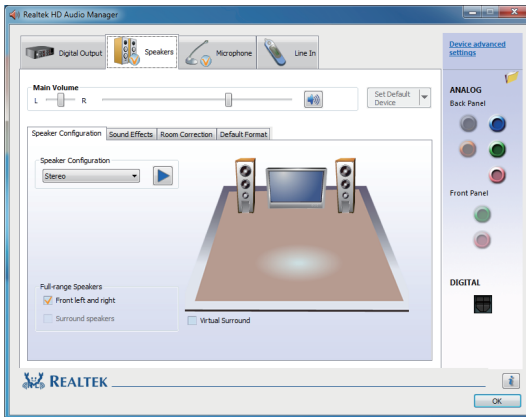 Realtek HD Audio Manager
Digital Output
Speakers
Microphone
Line In
Device advanced
settings
Main Volume
L
R
Set Default
Device
ANALOG
Back Panel
Speaker Configuration
Sound Effects
Room Correction
Default Format
Speaker Configuration
Stereo
Front Panel
Full-range Speakers
Front left and right
Surround speakers
Virtual Surround
DIGITAL
REALTEK
i
OK